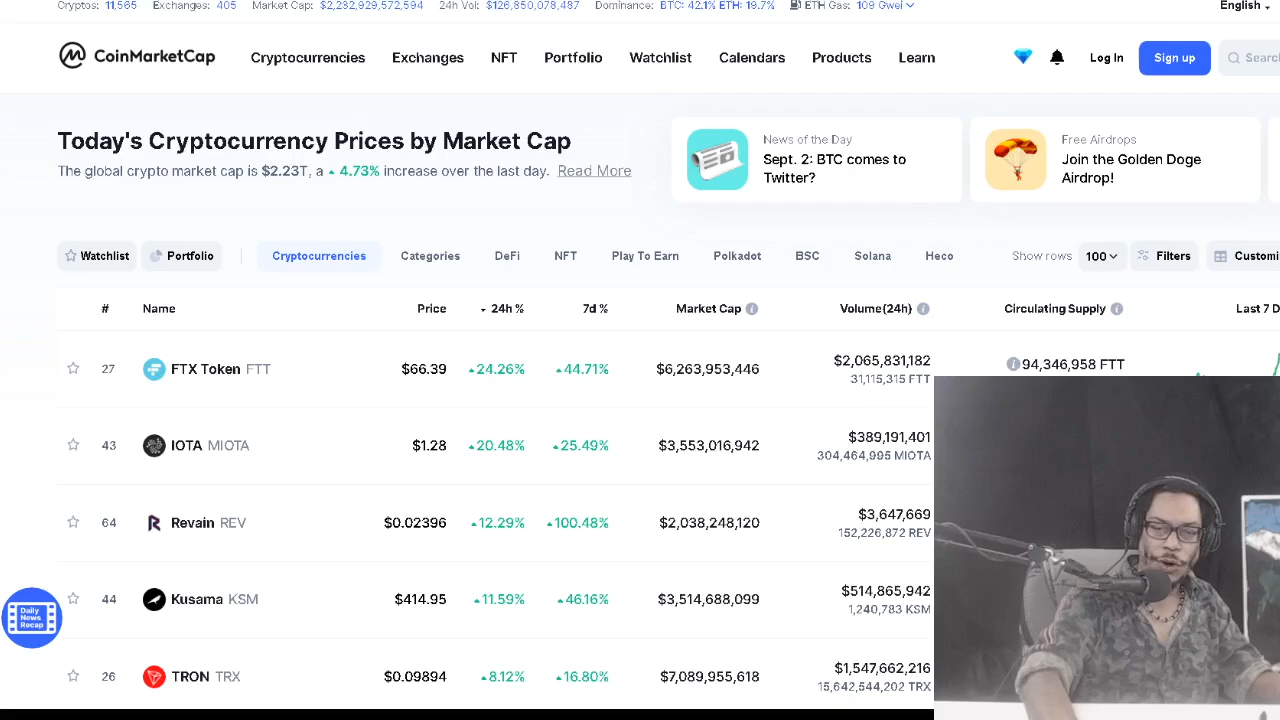 Cryptos: 11,565 Exchanges: 405 Market Cap: $2,232,929,572,594 24h Vol: $126,850,078,487 Dominance: BTC: 42.1% ETH: 19.7% ETH Gas: 109 Gwei English
CoinMarketCap Cryptocurrencies Exchanges NFT Portfolio Watchlist Calendars Products Learn Log In Sign up Searc
Today's Cryptocurrency Prices by Market Cap
The global crypto market cap is $2.23T, a 4.73% increase over the last day. Read More
News of the Day
Sept. 2: BTC comes to
Twitter?
Free Airdrops
Join the Golden Doge
Airdrop!
Watchlist Portfolio Cryptocurrencies Categories DeFi NFT Play To Earn Polkadot BSC Solana Heco Show rows 100 Filters Customi
# Name Price 24h % 7d % Market Cap Volume(24h) Circulating Supply Last 7 D
27 FTX Token FTT $66.39 24.26% 44.71% $6,263,953,446 $2,065,831,182 94,346,958 FTT
31,115,315 FTT
43 IOTA MIOTA $1.28 20.48% 25.49% $3,553,016,942 $389,191,401
304,464,995 MIOTA
64 Revain REV $0.02396 12.29% 100.48% $2,038,248,120 $3,647,669
152,226,872 REV
44 Kusama KSM $414.95 11.59% 46.16% $3,514,688,099 $514,865,942
1,240,783 KSM
26 TRON TRX $0.09894 8.12% 16.80% $7,089,955,618 $1,547,662,216
15,642,544,202 TRX
Daily
News
Recap